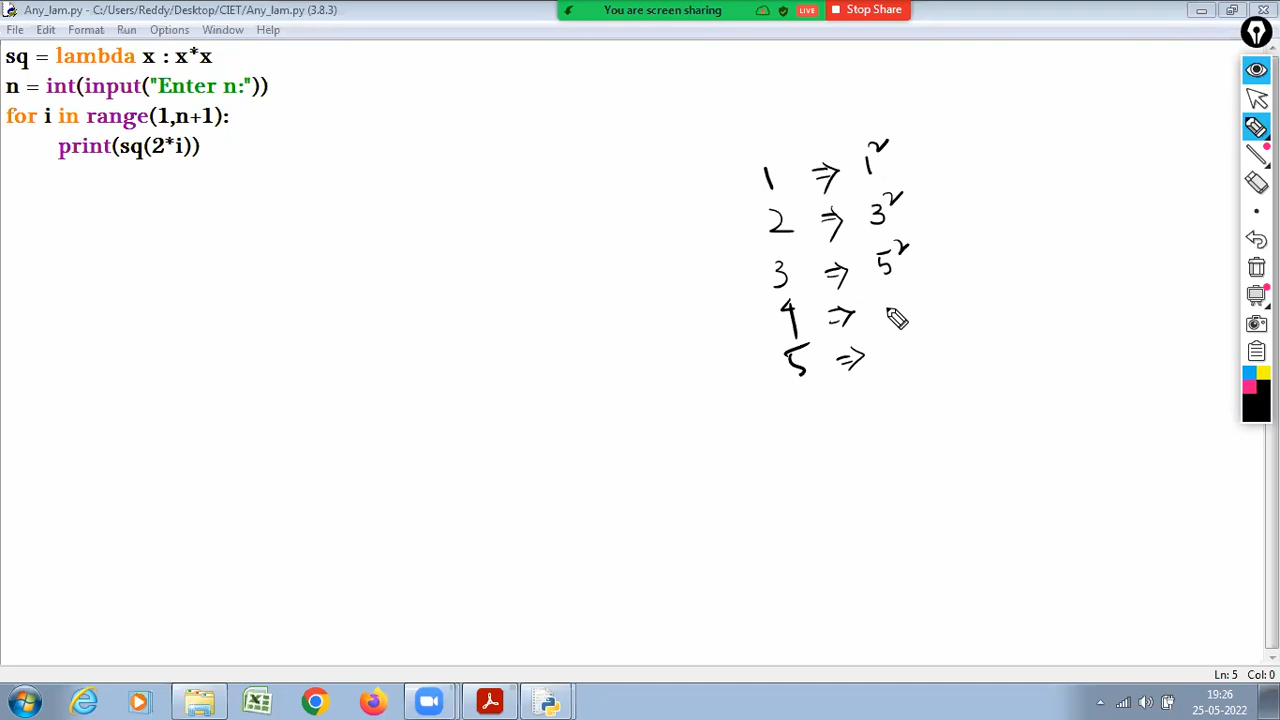 Any_lam.py - C:/Users/Reddy/Desktop/CIET/Any_lam.py (3.8.3)
You are screen sharing
LIVE
Stop Share
File Edit Format Run Options Window Help
sq = lambda x : x*x
n = int(input("Enter n:"))
for i in range(1,n+1):
print(sq(2*i))
1 ⇒ 1²
2 ⇒ 3²
3 ⇒ 5²
4 ⇒
5 ⇒
Ln: 5 Col: 0
19:26
25-05-2022